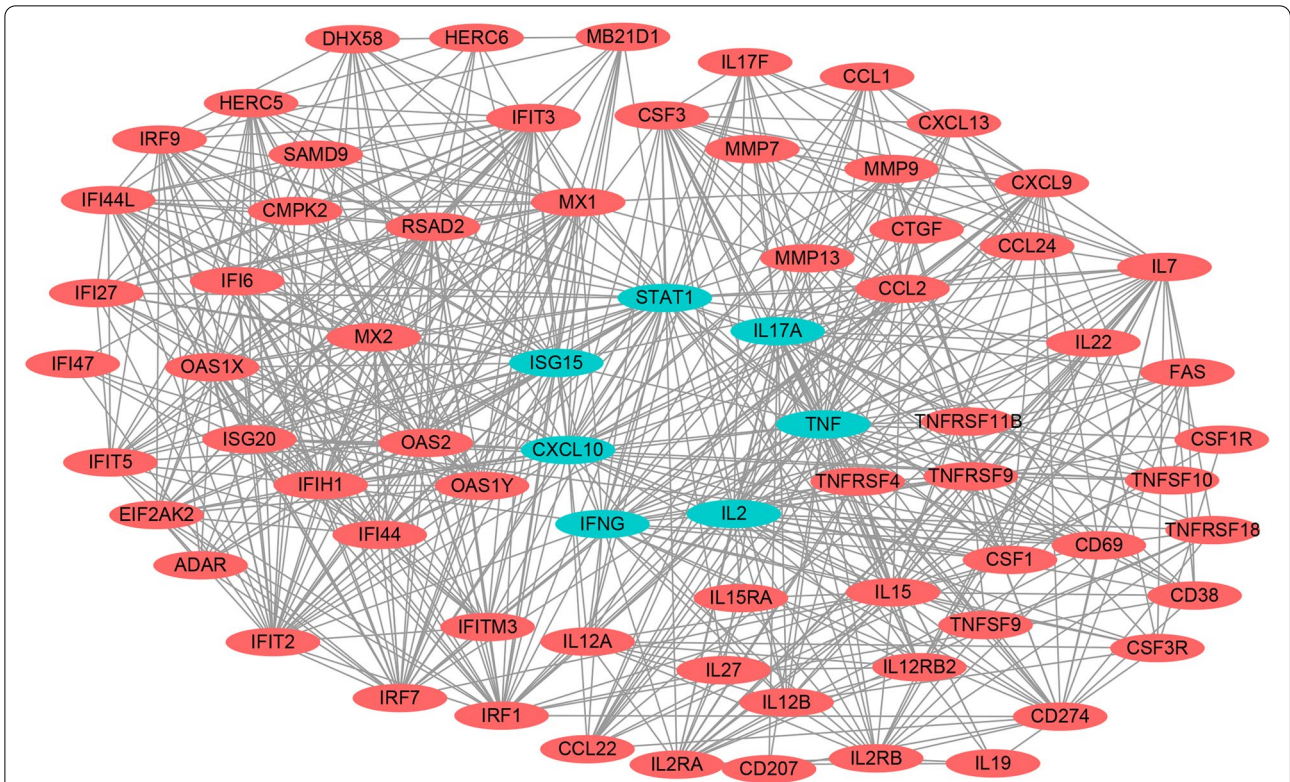 DHX58
HERC6
MB21D1
IL17F
CCL1
HERC5
IFIT3
CSF3
CXCL13
IRF9
SAMD9
MMP7
MMP9
CXCL9
IFI44L
CMPK2
RSAD2
MX1
CTGF
CCL24
MMP13
IL7
IFI27
IFI6
STAT1
CCL2
MX2
IL17A
IL22
IFI47
OAS1X
ISG15
FAS
TNF
TNFRSF11B
ISG20
OAS2
CXCL10
CSF1R
IFIT5
IFIH1
OAS1Y
TNFRSF4
TNFRSF9
TNFSF10
EIF2AK2
IFI44
IFNG
IL2
TNFRSF18
ADAR
CSF1
CD69
IL15RA
IL15
CD38
IFIT2
IFITM3
IL12A
TNFSF9
CSF3R
IL27
IL12RB2
IRF7
IRF1
IL12B
CD274
CCL22
IL2RA
CD207
IL2RB
IL19